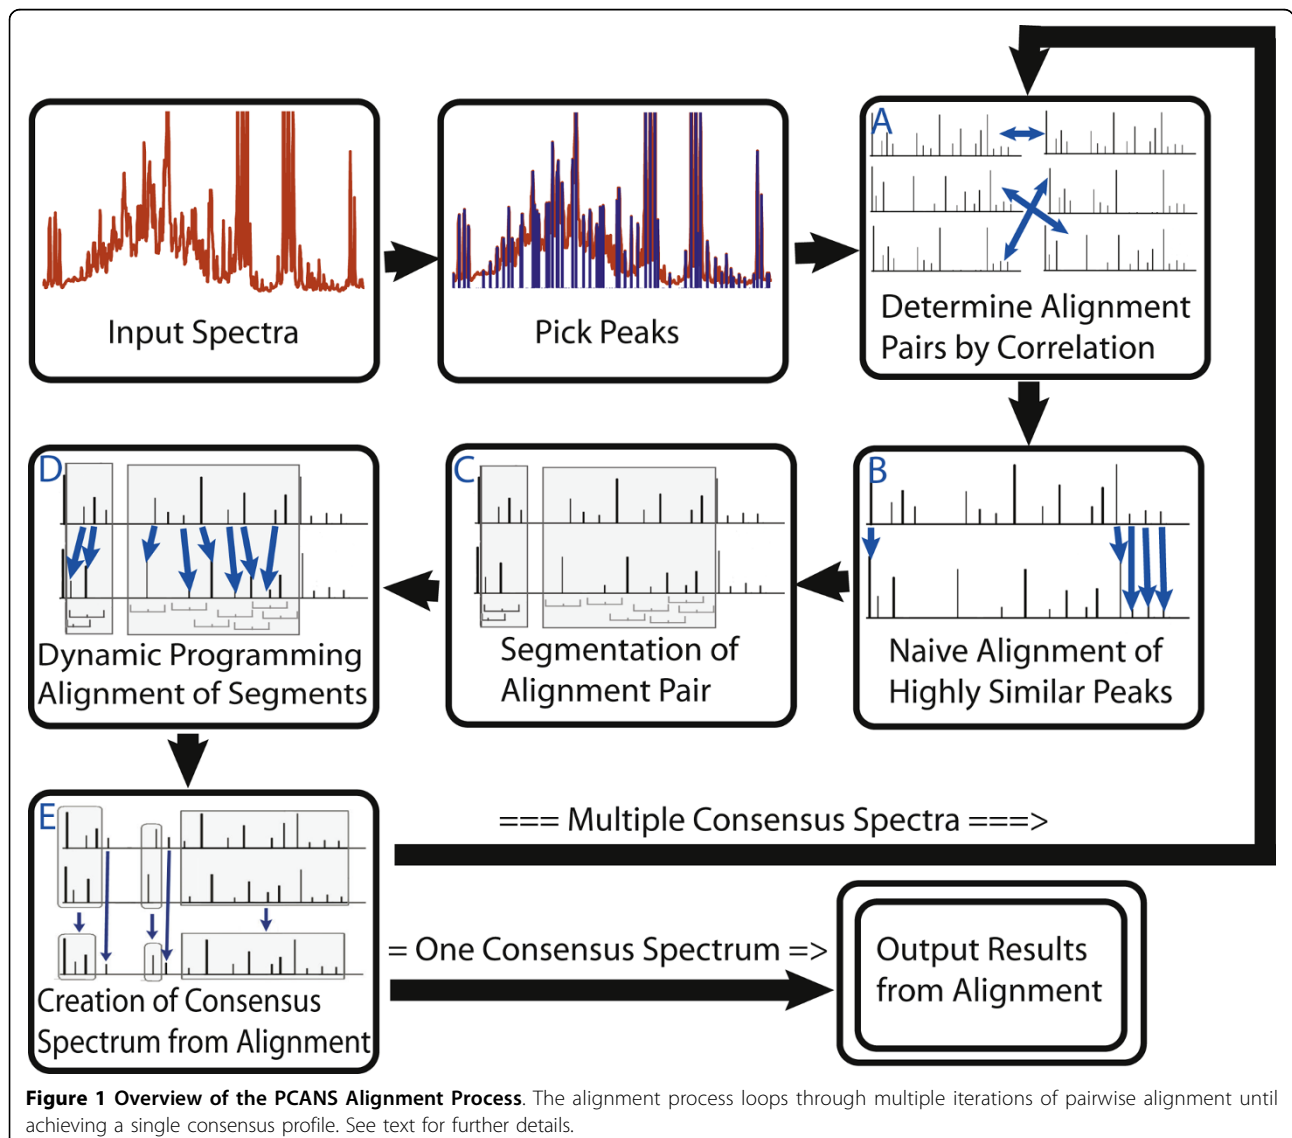 Input Spectra
Pick Peaks
A
Determine Alignment
Pairs by Correlation
D
Dynamic Programming
Alignment of Segments
C
Segmentation of
Alignment Pair
B
Naive Alignment of
Highly Similar Peaks
E
Creation of Consensus
Spectrum from Alignment
=== Multiple Consensus Spectra ===>
= One Consensus Spectrum =>
Output Results
from Alignment
Figure 1 Overview of the PCANS Alignment Process. The alignment process loops through multiple iterations of pairwise alignment until
achieving a single consensus profile. See text for further details.